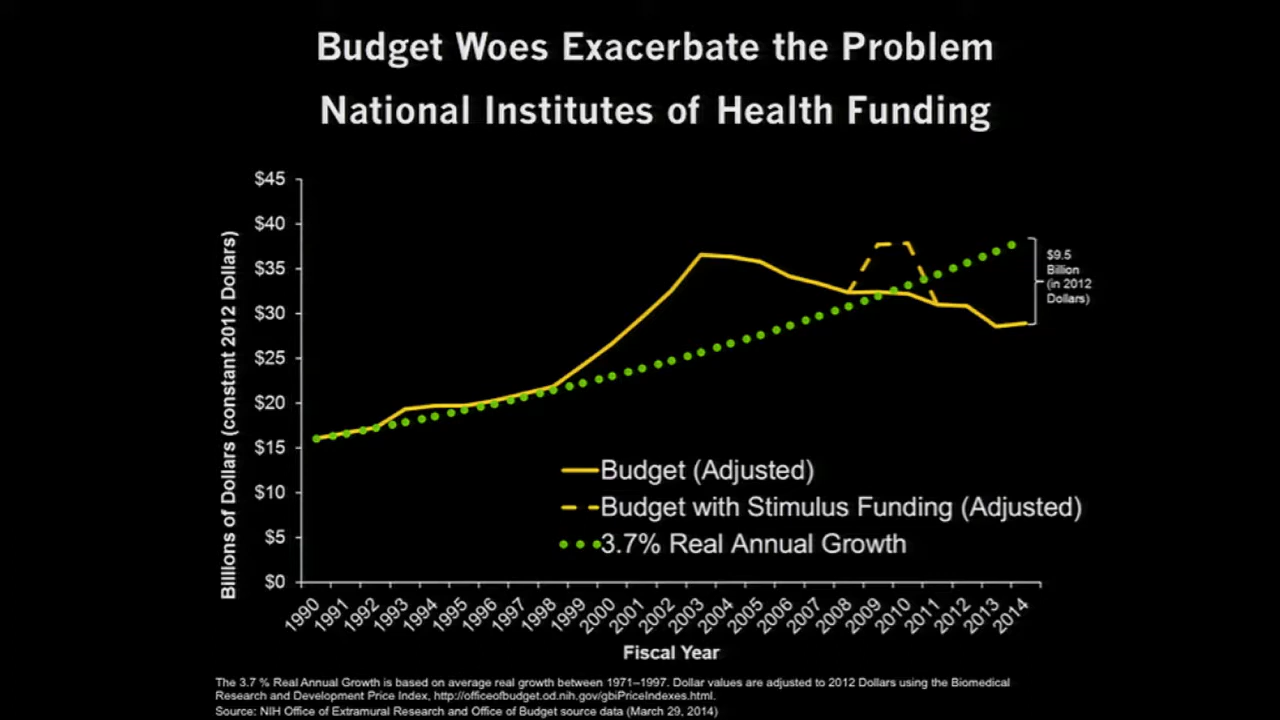 Budget Woes Exacerbate the Problem
National Institutes of Health Funding
$45
$40
$35
$30
$25
$20
$15
$10
$5
$0
Billions of Dollars (constant 2012 Dollars)
$9.5
Billion
(in 2012
Dollars)
Budget (Adjusted)
Budget with Stimulus Funding (Adjusted)
3.7% Real Annual Growth
1990 1991 1992 1993 1994 1995 1996 1997 1998 1999 2000 2001 2002 2003 2004 2005 2006 2007 2008 2009 2010 2011 2012 2013 2014
Fiscal Year
The 3.7 % Real Annual Growth is based on average real growth between 1971–1997. Dollar values are adjusted to 2012 Dollars using the Biomedical
Research and Development Price Index, http://officeofbudget.od.nih.gov/gbiPriceIndexes.html.
Source: NIH Office of Extramural Research and Office of Budget source data (March 29, 2014)